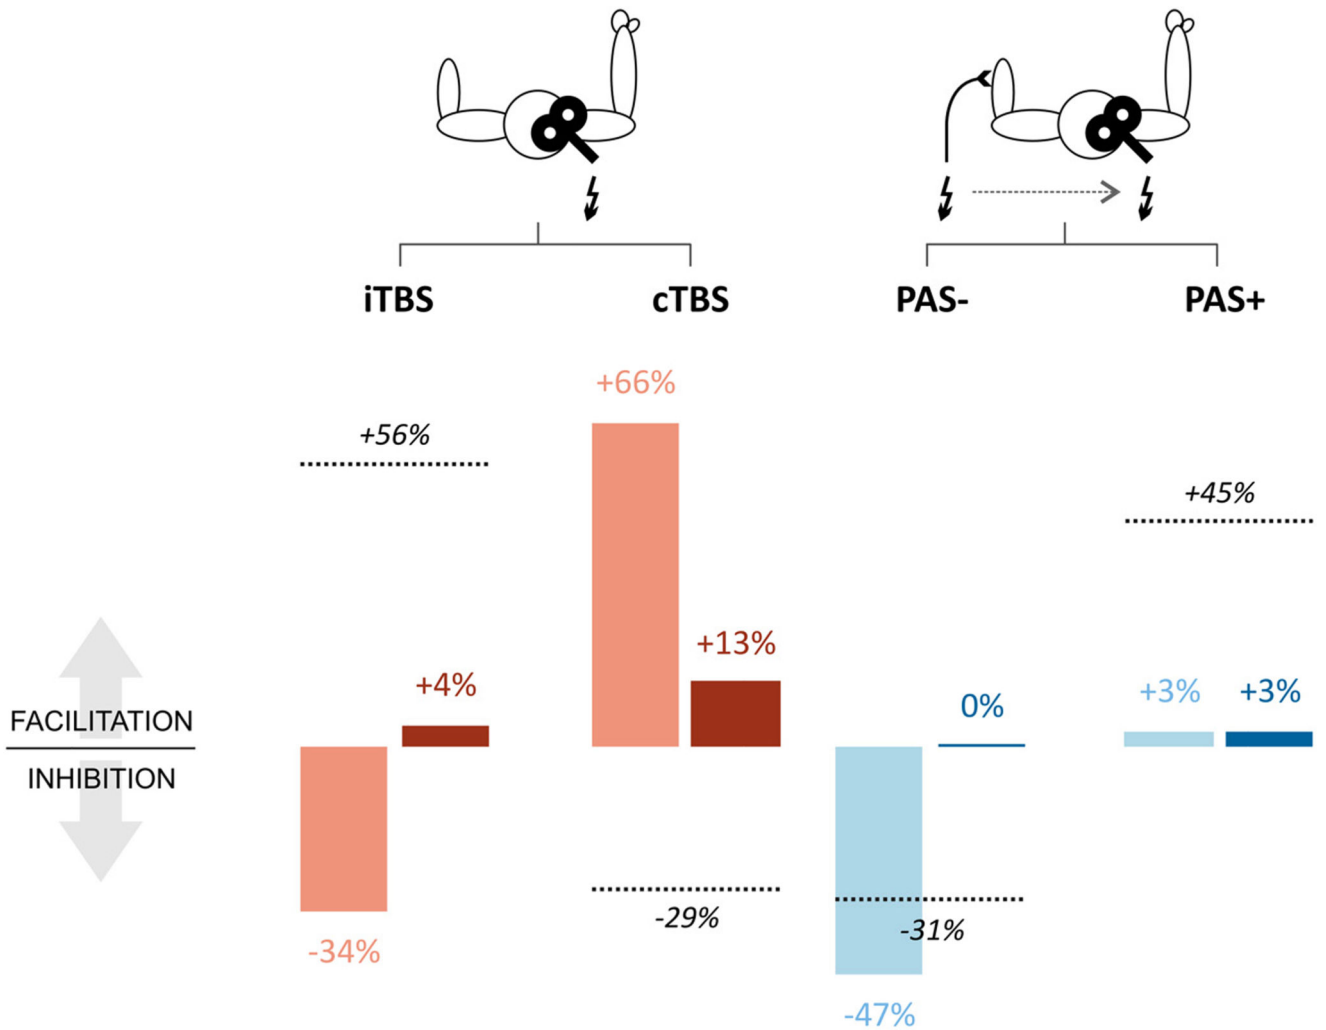 iTBS
cTBS
PAS-
PAS+
+66%
+56%
+45%
+13%
+4%
+3%
+3%
0%
FACILITATION
INHIBITION
-29%
-31%
-34%
-47%